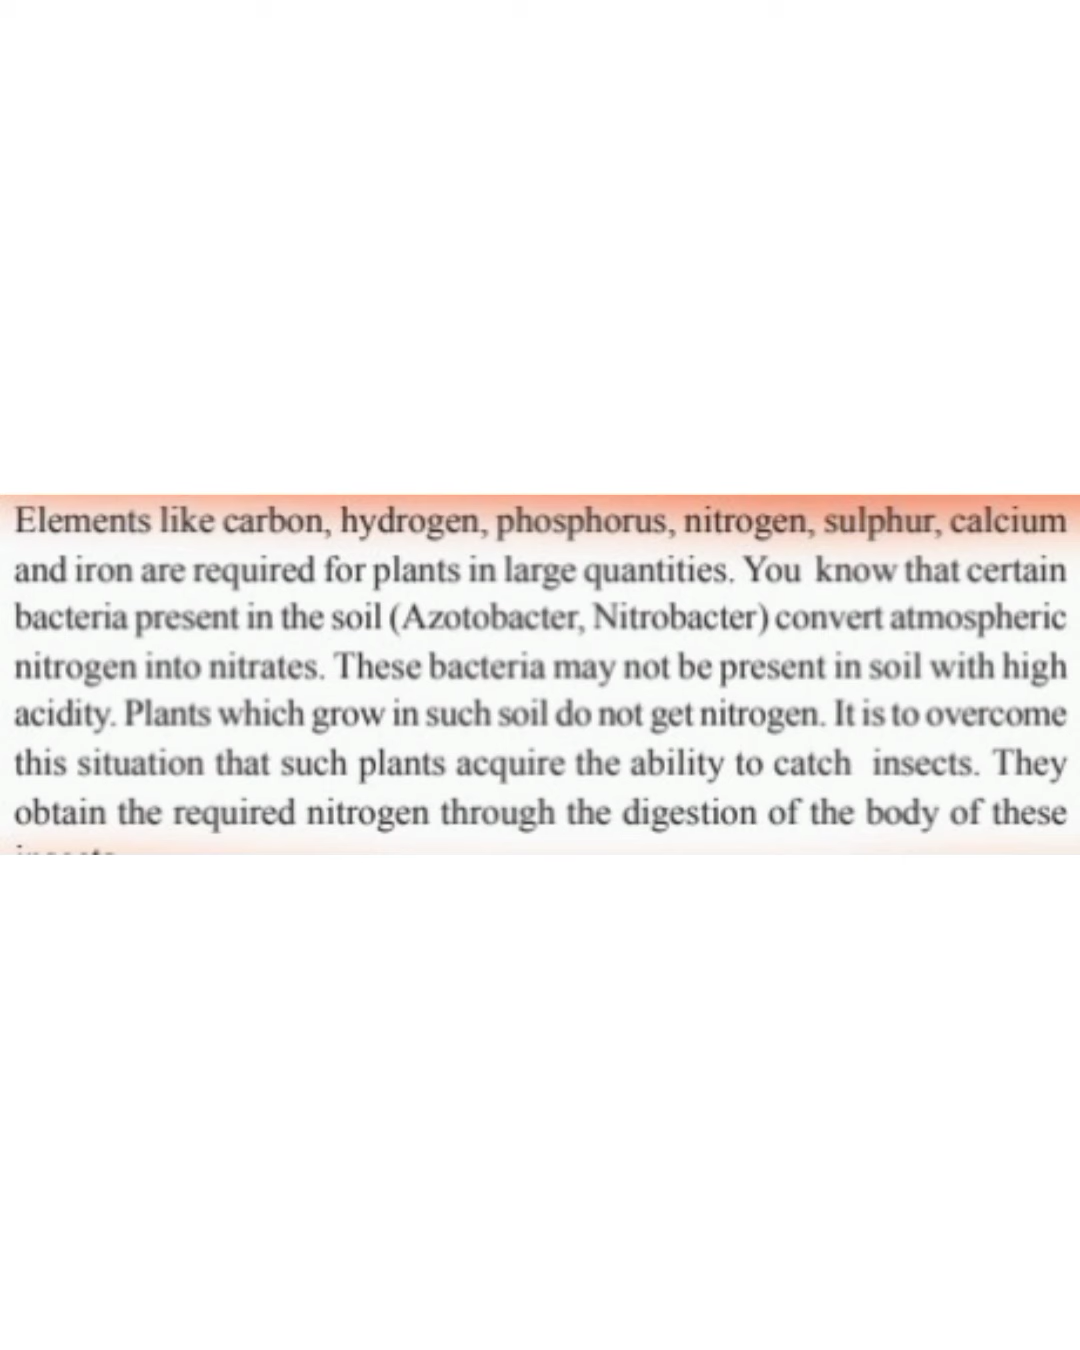 Elements like carbon, hydrogen, phosphorus, nitrogen, sulphur, calcium
and iron are required for plants in large quantities. You know that certain
bacteria present in the soil (Azotobacter, Nitrobacter) convert atmospheric
nitrogen into nitrates. These bacteria may not be present in soil with high
acidity. Plants which grow in such soil do not get nitrogen. It is to overcome
this situation that such plants acquire the ability to catch insects. They
obtain the required nitrogen through the digestion of the body of these